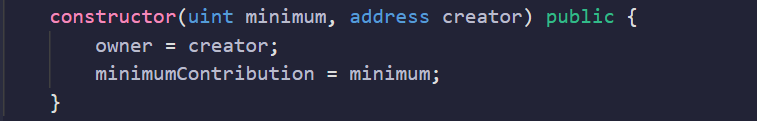 constructor(uint minimum, address creator) public {
    owner = creator;
    minimumContribution = minimum;
}